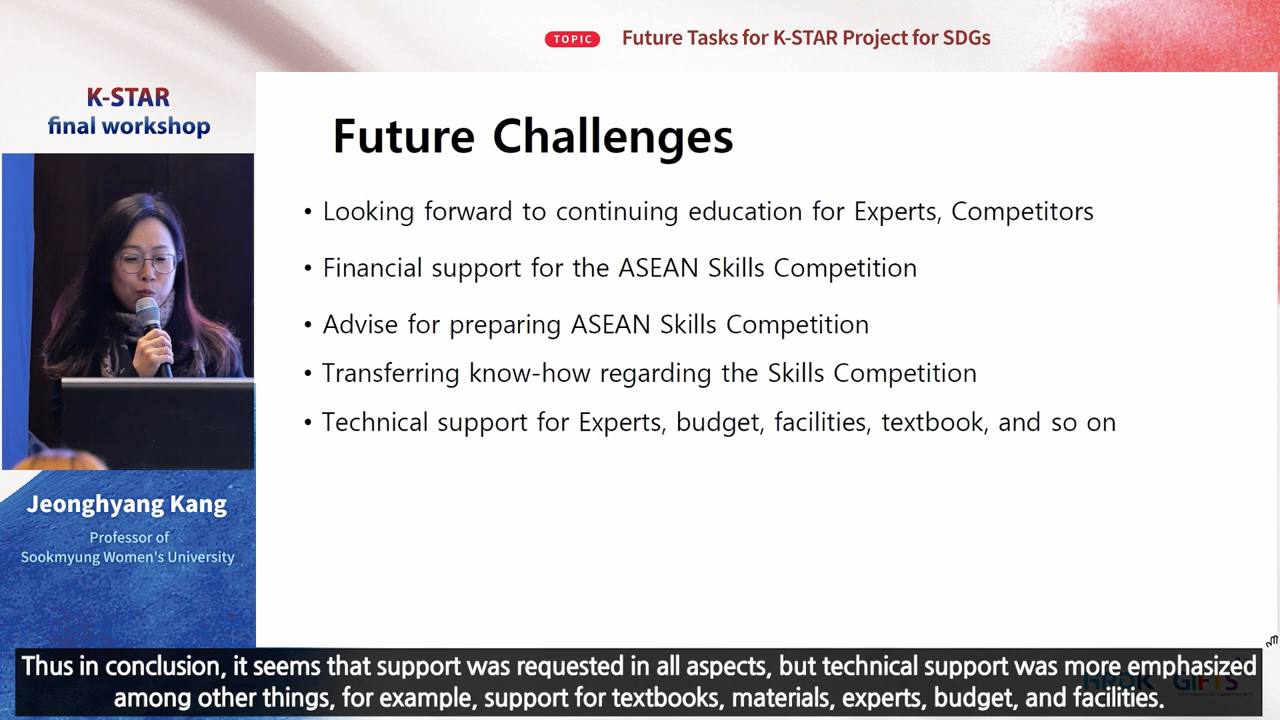 TOPIC Future Tasks for K-STAR Project for SDGs
K-STAR
final workshop
Future Challenges
• Looking forward to continuing education for Experts, Competitors
• Financial support for the ASEAN Skills Competition
• Advise for preparing ASEAN Skills Competition
• Transferring know-how regarding the Skills Competition
• Technical support for Experts, budget, facilities, textbook, and so on
Jeonghyang Kang
Professor of
Sookmyung Women's University
Thus in conclusion, it seems that support was requested in all aspects, but technical support was more emphasized
among other things, for example, support for textbooks, materials, experts, budget, and facilities.